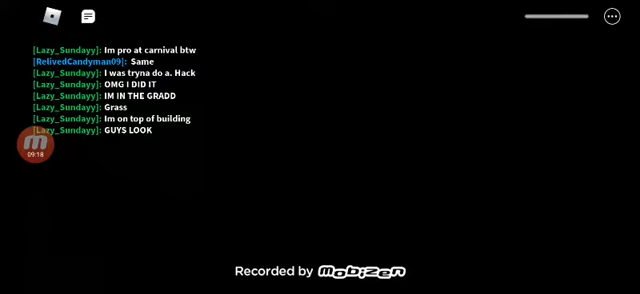 [Lazy_Sundayy]: Im pro at carnival btw
[RelivedCandyman09]: Same
[Lazy_Sundayy]: I was tryna do a. Hack
[Lazy_Sundayy]: OMG I DID IT
[Lazy_Sundayy]: IM IN THE GRADD
[Lazy_Sundayy]: Grass
[Lazy_Sundayy]: Im on top of building
[Lazy_Sundayy]: GUYS LOOK
09:18
Recorded by Mobizen